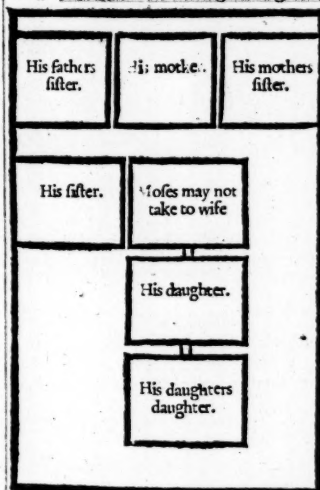 His fathers
sister.
His mother.
His mothers
sister.
His sister.
Moses may not
take to wife
His daughter.
His daughters
daughter.